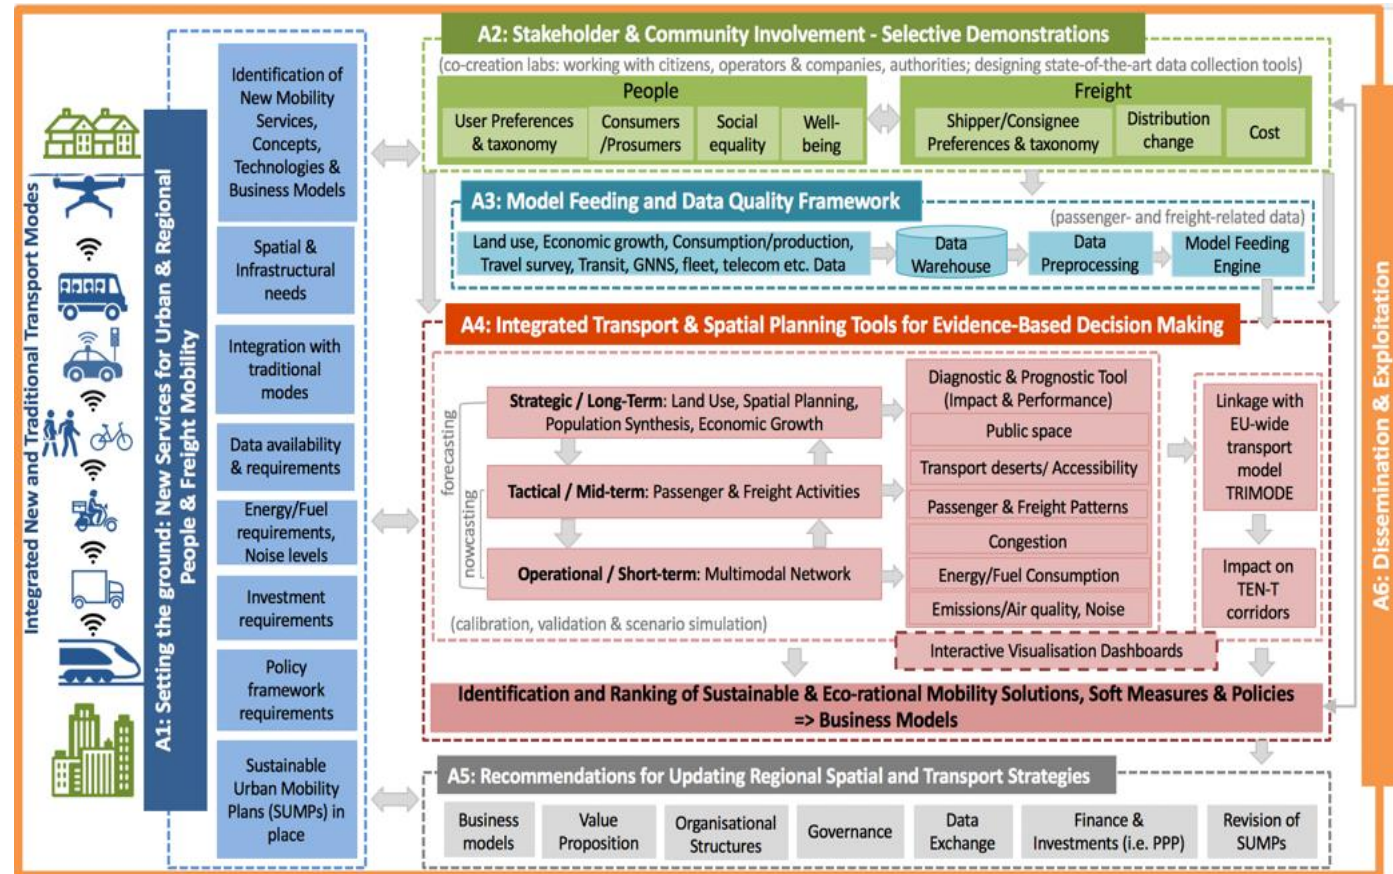 Integrated New and Traditional Transport Modes
A1: Setting the ground: New Services for Urban & Regional
People & Freight Mobility
Identification of
New Mobility
Services,
Concepts,
Technologies &
Business Models
Spatial &
Infrastructural
needs
Integration with
traditional
modes
Data availability
& requirements
Energy/Fuel
requirements,
Noise levels
Investment
requirements
Policy
framework
requirements
Sustainable
Urban Mobility
Plans (SUMPs) in
place
A2: Stakeholder & Community Involvement - Selective Demonstrations
(co-creation labs: working with citizens, operators & companies, authorities; designing state-of-the-art data collection tools)
People
User Preferences
& taxonomy
Consumers
/Prosumers
Social
equality
Well-
being
Freight
Shipper/Consignee
Preferences & taxonomy
Distribution
change
Cost
A3: Model Feeding and Data Quality Framework
(passenger- and freight-related data)
Land use, Economic growth, Consumption/production,
Travel survey, Transit, GNNS, fleet, telecom etc. Data
Data
Warehouse
Data
Preprocessing
Model Feeding
Engine
A4: Integrated Transport & Spatial Planning Tools for Evidence-Based Decision Making
forecasting
nowcasting
Strategic / Long-Term: Land Use, Spatial Planning,
Population Synthesis, Economic Growth
Tactical / Mid-term: Passenger & Freight Activities
Operational / Short-term: Multimodal Network
(calibration, validation & scenario simulation)
Diagnostic & Prognostic Tool
(Impact & Performance)
Public space
Transport deserts/ Accessibility
Passenger & Freight Patterns
Congestion
Energy/Fuel Consumption
Emissions/Air quality, Noise
Interactive Visualisation Dashboards
Linkage with
EU-wide
transport
model
TRIMODE
Impact on
TEN-T
corridors
Identification and Ranking of Sustainable & Eco-rational Mobility Solutions, Soft Measures & Policies
=> Business Models
A5: Recommendations for Updating Regional Spatial and Transport Strategies
Business
models
Value
Proposition
Organisational
Structures
Governance
Data
Exchange
Finance &
Investments (i.e. PPP)
Revision of
SUMPs
A6: Dissemination & Exploitation